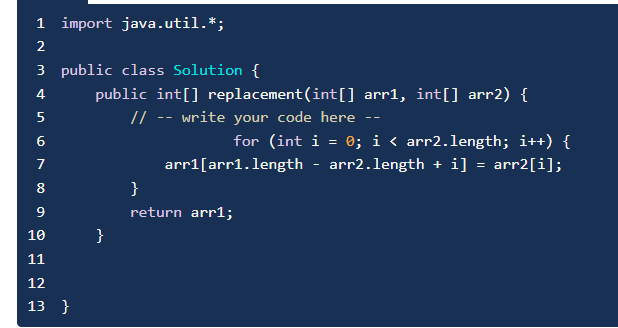 1 import java.util.*;
2
3 public class Solution {
4     public int[] replacement(int[] arr1, int[] arr2) {
5         // -- write your code here --
6                     for (int i = 0; i < arr2.length; i++) {
7             arr1[arr1.length - arr2.length + i] = arr2[i];
8         }
9         return arr1;
10     }
11
12
13 }